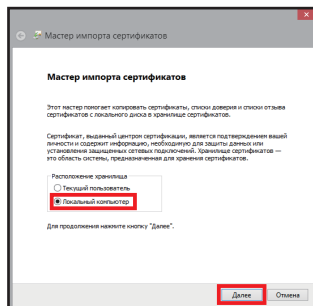 Мастер импорта сертификатов
Мастер импорта сертификатов
Этот мастер помогает копировать сертификаты, списки доверия и списки отзыва
сертификатов с локального диска в хранилище сертификатов.
Сертификат, выданный центром сертификации, является подтверждением вашей
личности и содержит информацию, необходимую для защиты данных или
установления защищенных сетевых подключений. Хранилище сертификатов —
это область системы, предназначенная для хранения сертификатов.
Расположение хранилища
Текущий пользователь
Локальный компьютер
Для продолжения нажмите кнопку "Далее".
Далее Отмена